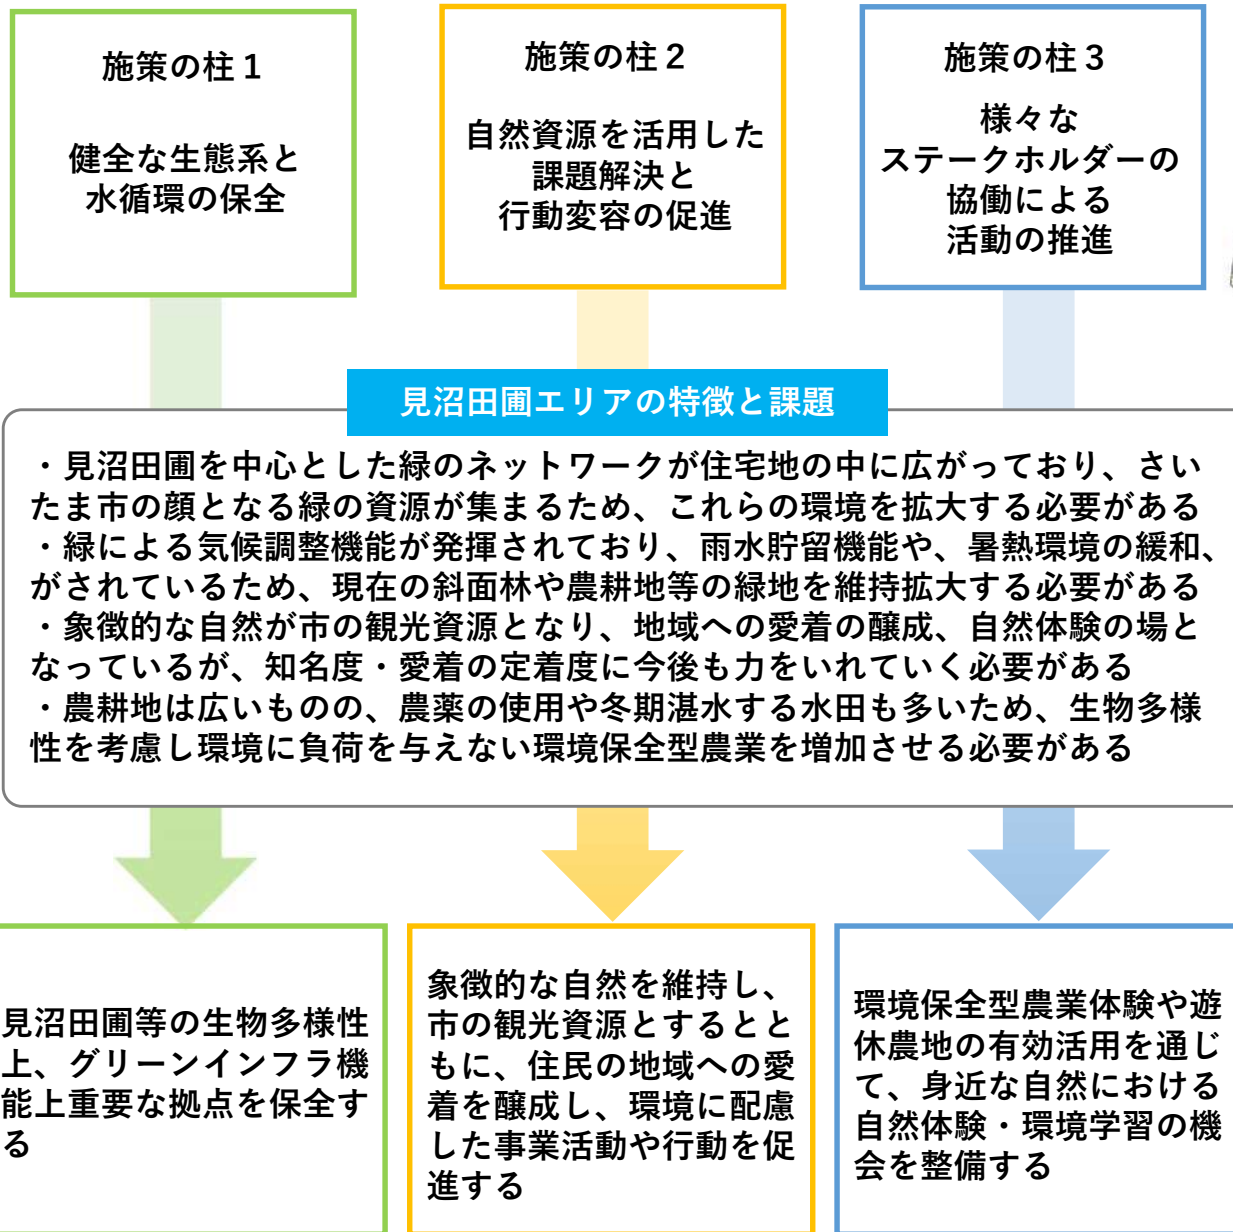 施策の柱１
健全な生態系と
水循環の保全
施策の柱２
自然資源を活用した
課題解決と
行動変容の促進
施策の柱３
様々な
ステークホルダーの
協働による
活動の推進
見沼田圃エリアの特徴と課題
・見沼田圃を中心とした緑のネットワークが住宅地の中に広がっており、さい
たま市の顔となる緑の資源が集まるため、これらの環境を拡大する必要がある
・緑による気候調整機能が発揮されており、雨水貯留機能や、暑熱環境の緩和、
がされているため、現在の斜面林や農耕地等の緑地を維持拡大する必要がある
・象徴的な自然が市の観光資源となり、地域への愛着の醸成、自然体験の場と
なっているが、知名度・愛着の定着度に今後も力をいれていく必要がある
・農耕地は広いものの、農薬の使用や冬期湛水する水田も多いため、生物多様
性を考慮し環境に負荷を与えない環境保全型農業を増加させる必要がある
見沼田圃等の生物多様性
上、グリーンインフラ機
能上重要な拠点を保全す
る
象徴的な自然を維持し、
市の観光資源とするとと
もに、住民の地域への愛
着を醸成し、環境に配慮
した事業活動や行動を促
進する
環境保全型農業体験や遊
休農地の有効活用を通じ
て、身近な自然における
自然体験・環境学習の機
会を整備する